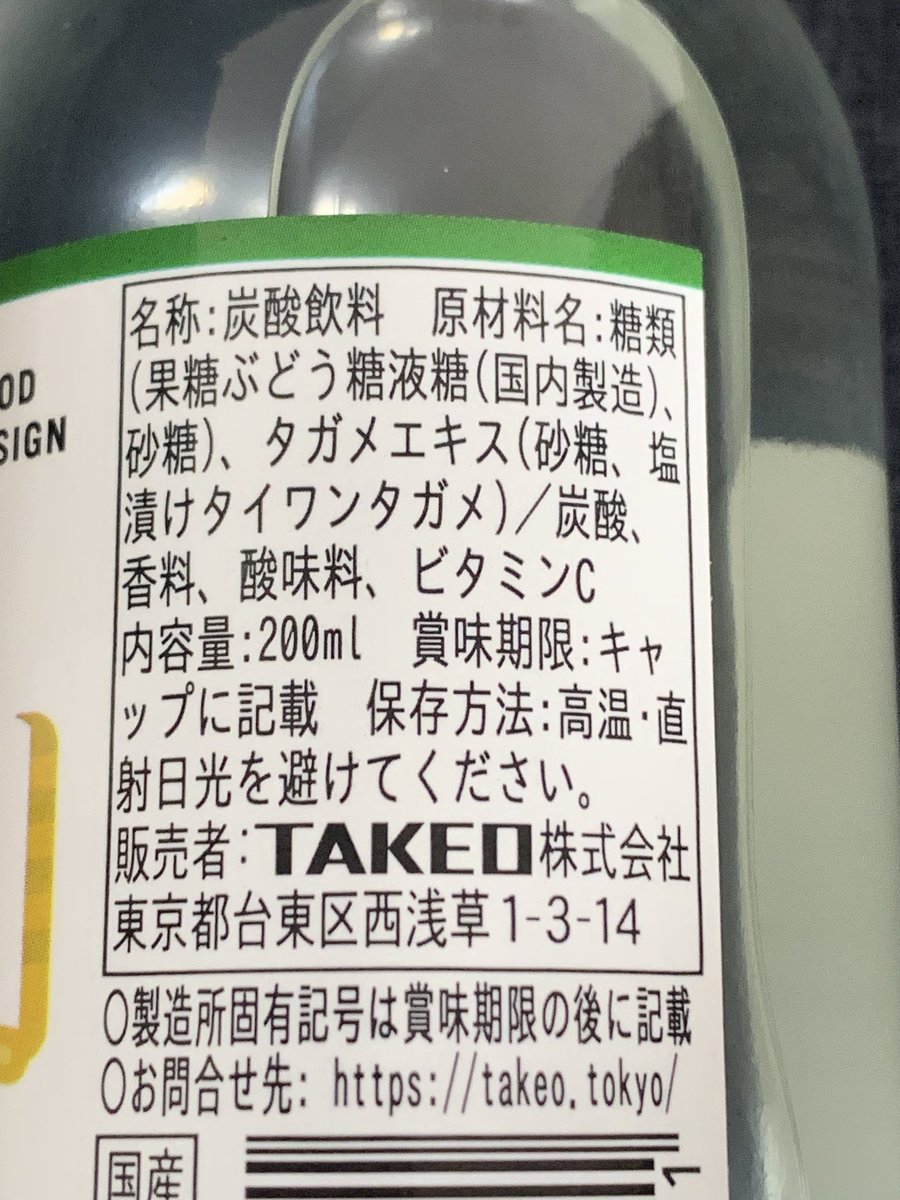 OD
SIGN
名称:炭酸飲料　原材料名:糖類
(果糖ぶどう糖液糖(国内製造)、
砂糖)、タガメエキス(砂糖、塩
漬けタイワンタガメ)／炭酸、
香料、酸味料、ビタミンC
内容量:200ml　賞味期限:キャ
ップに記載　保存方法:高温・直
射日光を避けてください。
販売者:TAKEO株式会社
東京都台東区西浅草1-3-14
○製造所固有記号は賞味期限の後に記載
○お問合せ先: https://takeo.tokyo/
国産
1